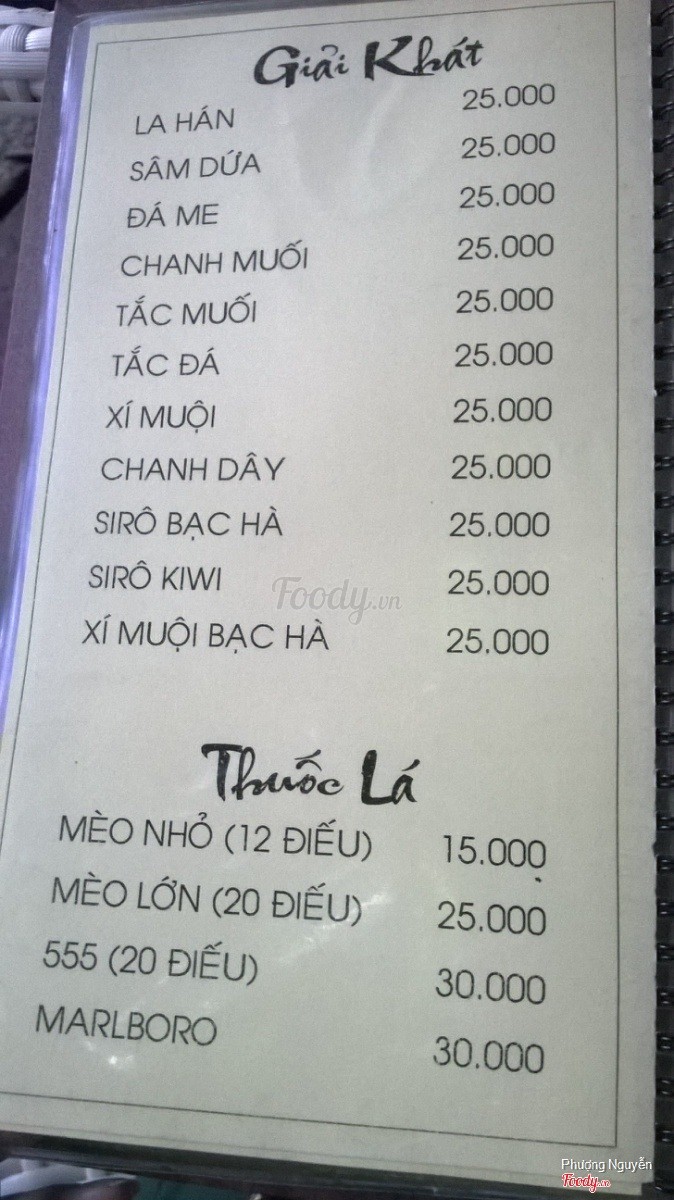 Giải Khát
LA HÁN 25.000
SÂM DỨA 25.000
ĐÁ ME 25.000
CHANH MUỐI 25.000
TẮC MUỐI 25.000
TẮC ĐÁ 25.000
XÍ MUỘI 25.000
CHANH DÂY 25.000
SIRÔ BẠC HÀ 25.000
SIRÔ KIWI 25.000
XÍ MUỘI BẠC HÀ 25.000
Foody.vn
Thuốc Lá
MÈO NHỎ (12 ĐIẾU) 15.000
MÈO LỚN (20 ĐIẾU) 25.000
555 (20 ĐIẾU) 30.000
MARLBORO 30.000
Phượng Nguyễn
Foody.vn